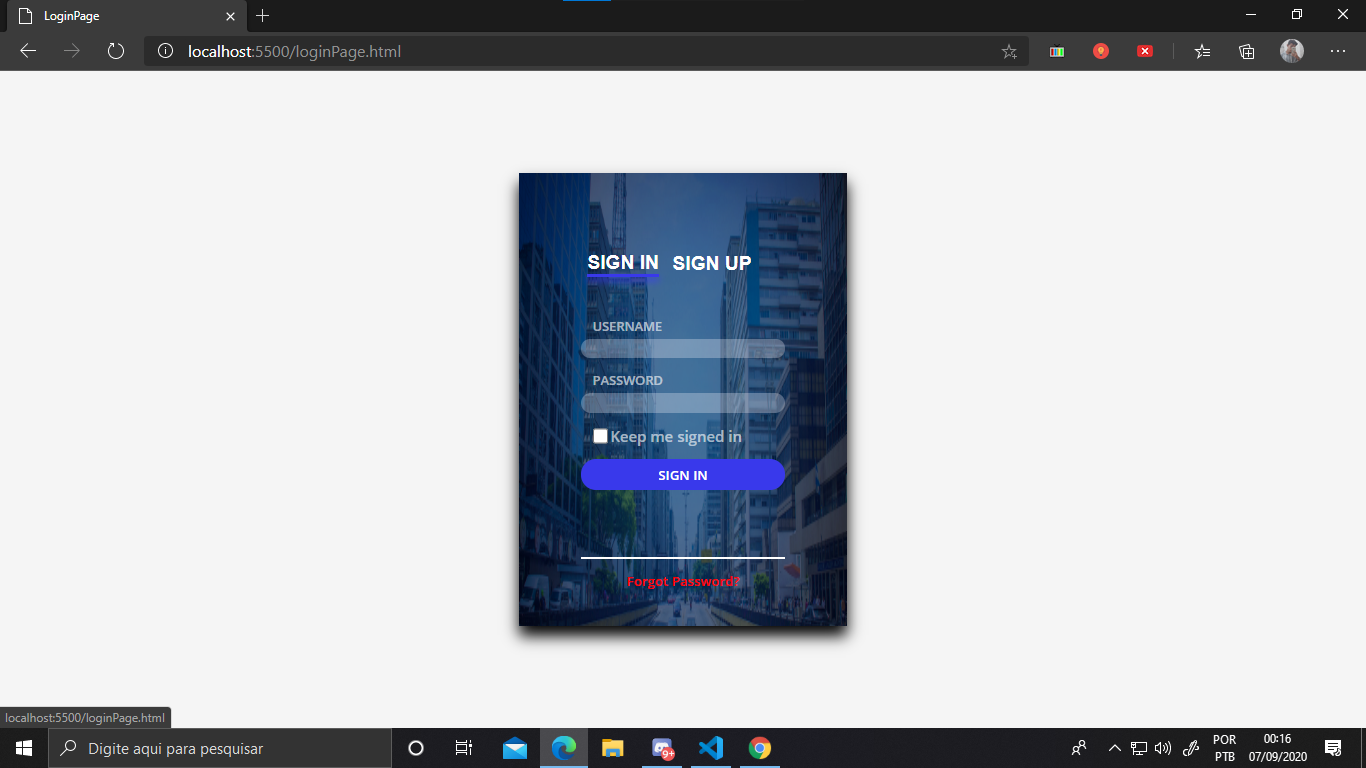 LoginPage
localhost:5500/loginPage.html
SIGN IN SIGN UP
USERNAME
PASSWORD
Keep me signed in
SIGN IN
Forgot Password?
localhost:5500/loginPage.html
Digite aqui para pesquisar
9+
POR
PTB
00:16
07/09/2020